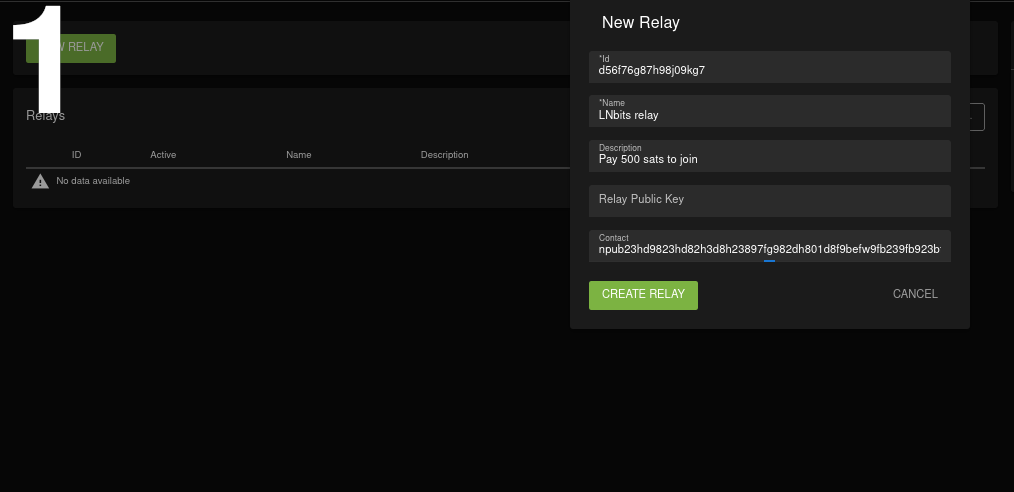 1
New Relay
W RELAY
*Id
d56f76g87h98j09kg7
*Name
LNbits relay
Relays
Description
Pay 500 sats to join
ID Active Name Description
No data available
Relay Public Key
Contact
npub23hd9823hd82h3d8h23897fg982dh801d8f9befw9fb239fb923b
CREATE RELAY
CANCEL